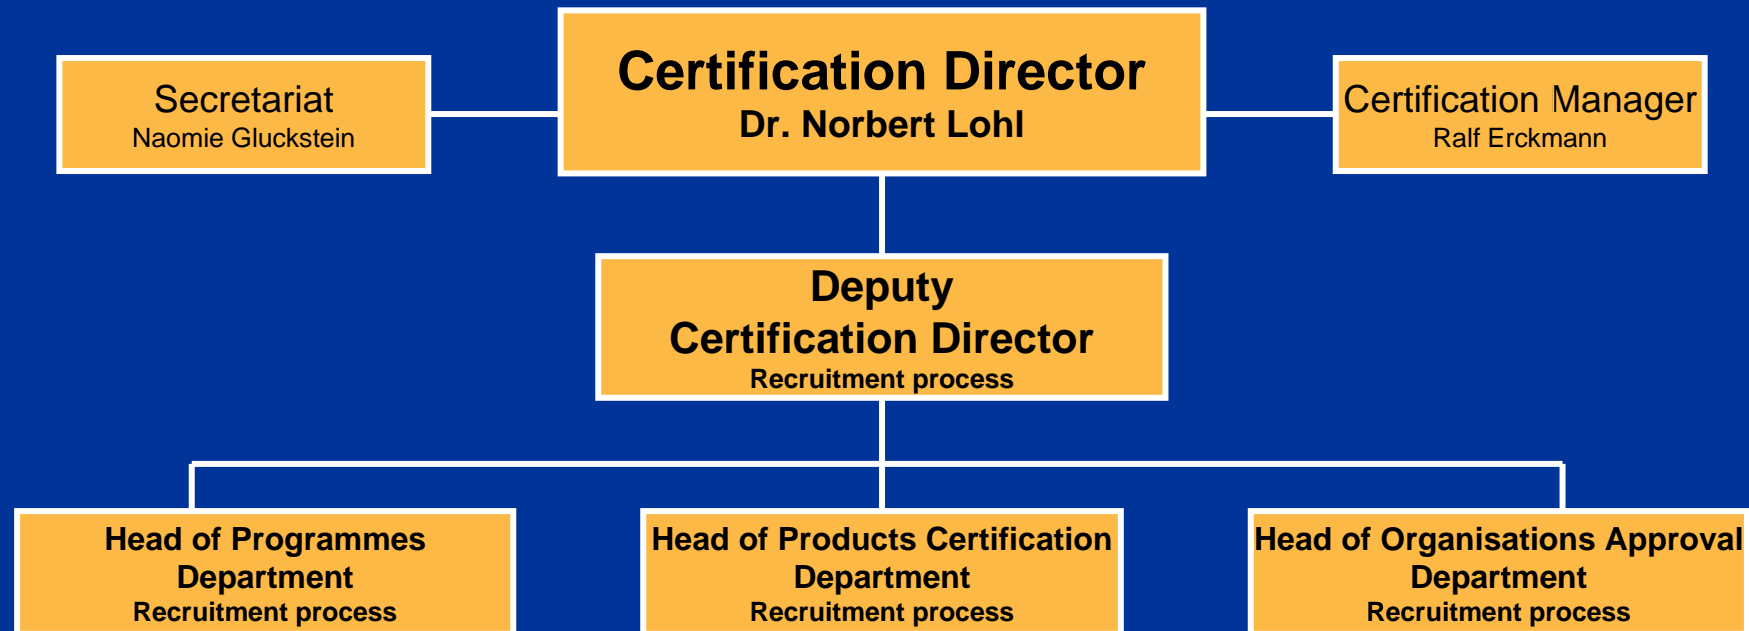 Certification Director
Dr. Norbert Lohl
Secretariat
Naomie Gluckstein
Certification Manager
Ralf Erckmann
Deputy
Certification Director
Recruitment process
Head of Programmes
Department
Recruitment process
Head of Products Certification
Department
Recruitment process
Head of Organisations Approval
Department
Recruitment process